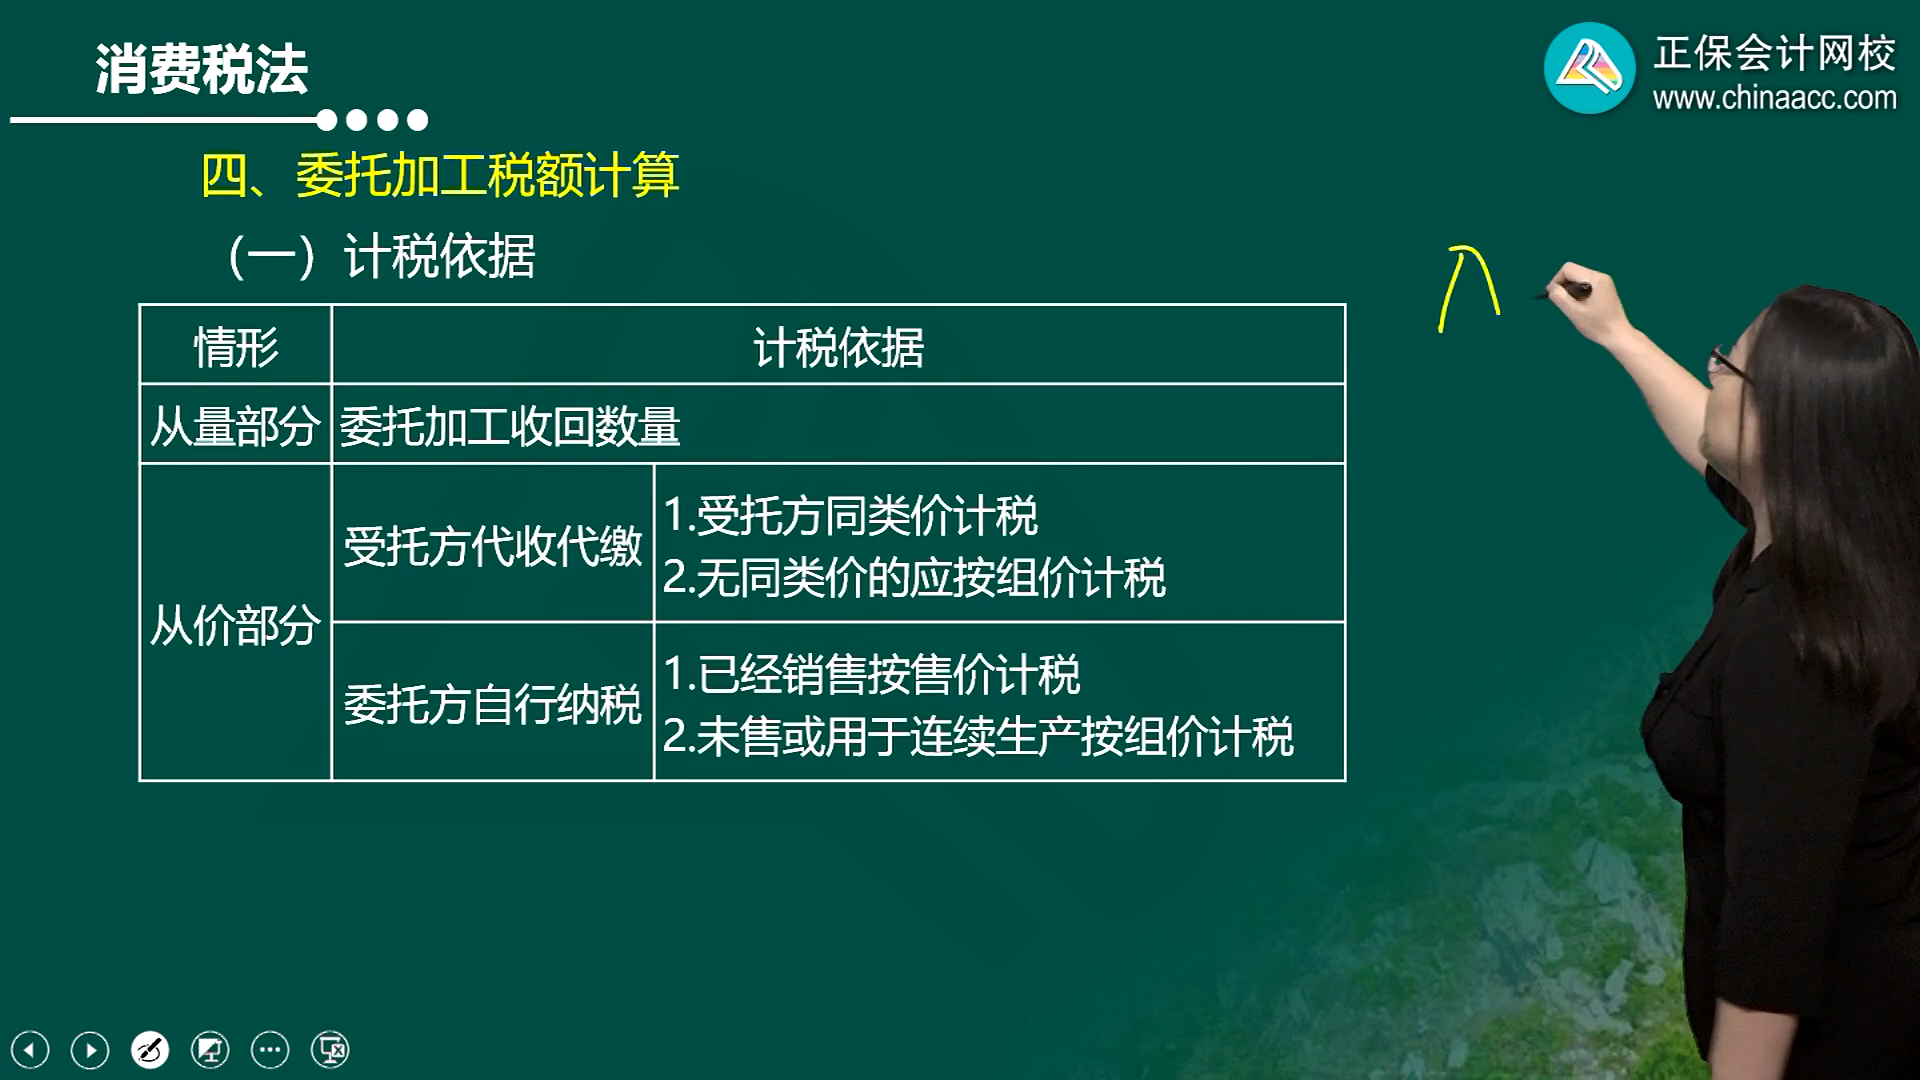 消费税法
正保会计网校
www.chinaacc.com
四、委托加工税额计算
（一）计税依据
情形
计税依据
从量部分
委托加工收回数量
从价部分
受托方代收代缴
1.受托方同类价计税
2.无同类价的应按组价计税
委托方自行纳税
1.已经销售按售价计税
2.未售或用于连续生产按组价计税
八